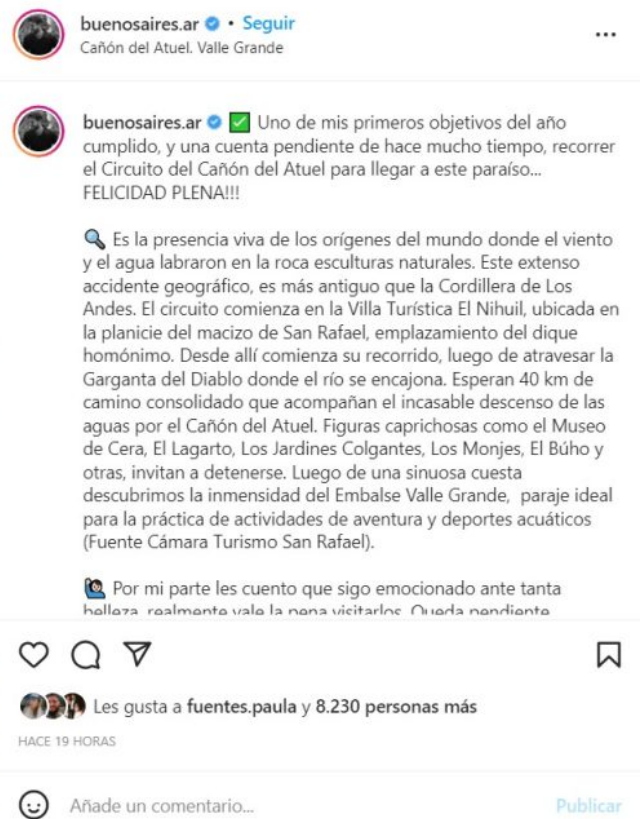 buenosaires.ar • Seguir
Cañón del Atuel. Valle Grande
buenosaires.ar ✅ Uno de mis primeros objetivos del año
cumplido, y una cuenta pendiente de hace mucho tiempo, recorrer
el Circuito del Cañón del Atuel para llegar a este paraíso...
FELICIDAD PLENA!!!
🔍 Es la presencia viva de los orígenes del mundo donde el viento
y el agua labraron en la roca esculturas naturales. Este extenso
accidente geográfico, es más antiguo que la Cordillera de Los
Andes. El circuito comienza en la Villa Turística El Nihuil, ubicada en
la planicie del macizo de San Rafael, emplazamiento del dique
homónimo. Desde allí comienza su recorrido, luego de atravesar la
Garganta del Diablo donde el río se encajona. Esperan 40 km de
camino consolidado que acompañan el incasable descenso de las
aguas por el Cañón del Atuel. Figuras caprichosas como el Museo
de Cera, El Lagarto, Los Jardines Colgantes, Los Monjes, El Búho y
otras, invitan a detenerse. Luego de una sinuosa cuesta
descubrimos la inmensidad del Embalse Valle Grande, paraje ideal
para la práctica de actividades de aventura y deportes acuáticos
(Fuente Cámara Turismo San Rafael).
🙋🏻‍♂️ Por mi parte les cuento que sigo emocionado ante tanta
belleza, realmente vale la pena visitarlos. Queda pendiente
Les gusta a fuentes.paula y 8.230 personas más
HACE 19 HORAS
Añade un comentario... Publicar